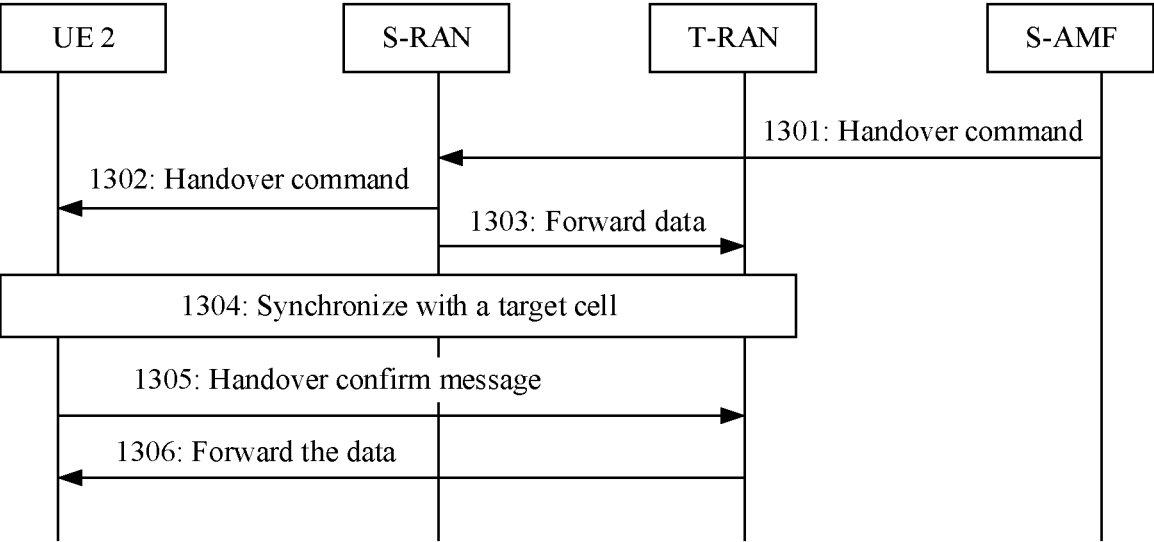 UE 2
S-RAN
T-RAN
S-AMF
1301: Handover command
1302: Handover command
1303: Forward data
1304: Synchronize with a target cell
1305: Handover confirm message
1306: Forward the data